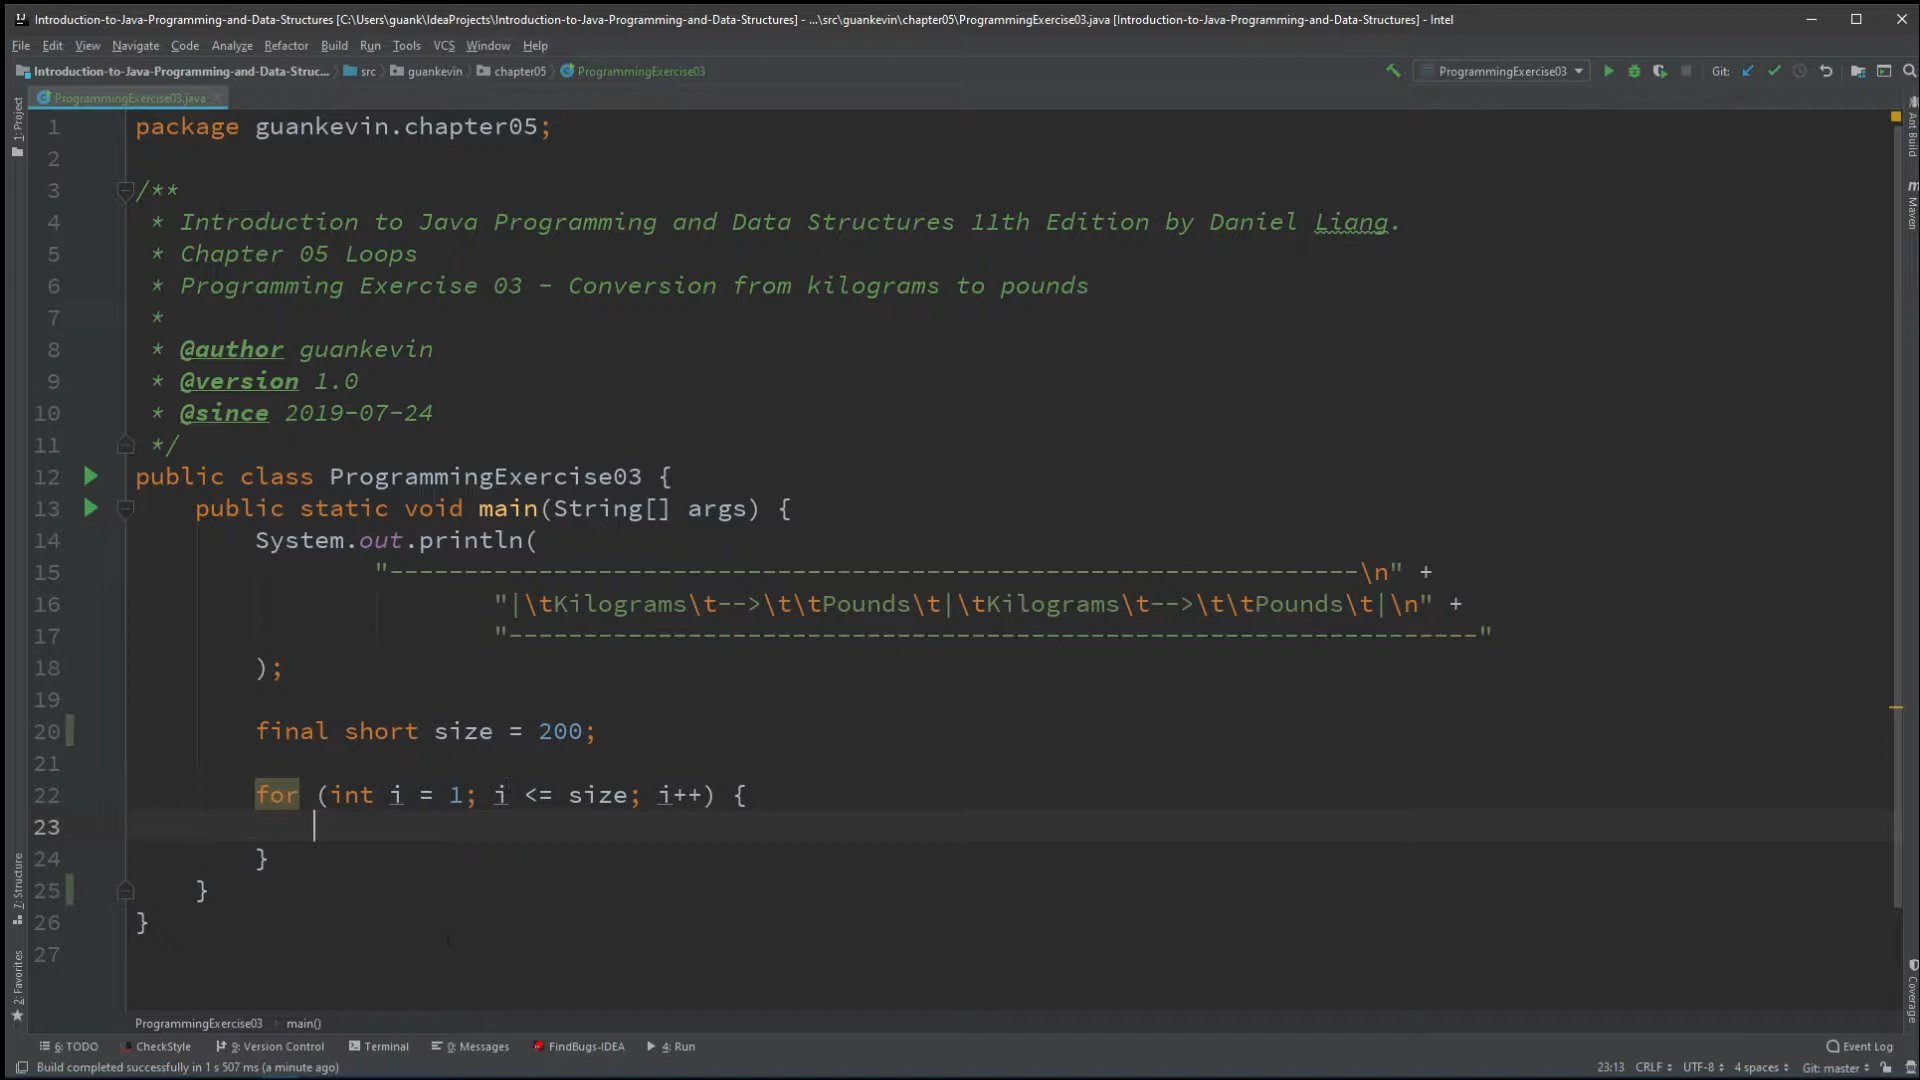 Introduction-to-Java-Programming-and-Data-Structures [C:\Users\guank\IdeaProjects\Introduction-to-Java-Programming-and-Data-Structures] - ...\src\guankevin\chapter05\ProgrammingExercise03.java [Introduction-to-Java-Programming-and-Data-Structures] - Intel
File Edit View Navigate Code Analyze Refactor Build Run Tools VCS Window Help
Introduction-to-Java-Programming-and-Data-Struc... src guankevin chapter05 ProgrammingExercise03 ProgrammingExercise03 Git:
ProgrammingExercise03.java
1: Project
Ant Build
Maven
1 package guankevin.chapter05;
2
3 /**
4 * Introduction to Java Programming and Data Structures 11th Edition by Daniel Liang.
5 * Chapter 05 Loops
6 * Programming Exercise 03 - Conversion from kilograms to pounds
7 *
8 * @author guankevin
9 * @version 1.0
10 * @since 2019-07-24
11 */
12 public class ProgrammingExercise03 {
13 public static void main(String[] args) {
14 System.out.println(
15 "-----------------------------------------------------------------\n" +
16 "|\tKilograms\t-->\t\tPounds\t|\tKilograms\t-->\t\tPounds\t|\n" +
17 "-----------------------------------------------------------------"
18 );
19
20 final short size = 200;
21
22 for (int i = 1; i <= size; i++) {
23
24 }
25 }
26 }
27
7: Structure
2: Favorites
Coverage
ProgrammingExercise03 › main()
6: TODO CheckStyle 9: Version Control Terminal 0: Messages FindBugs-IDEA 4: Run Event Log
Build completed successfully in 1 s 507 ms (a minute ago) 23:13 CRLF UTF-8 4 spaces Git: master